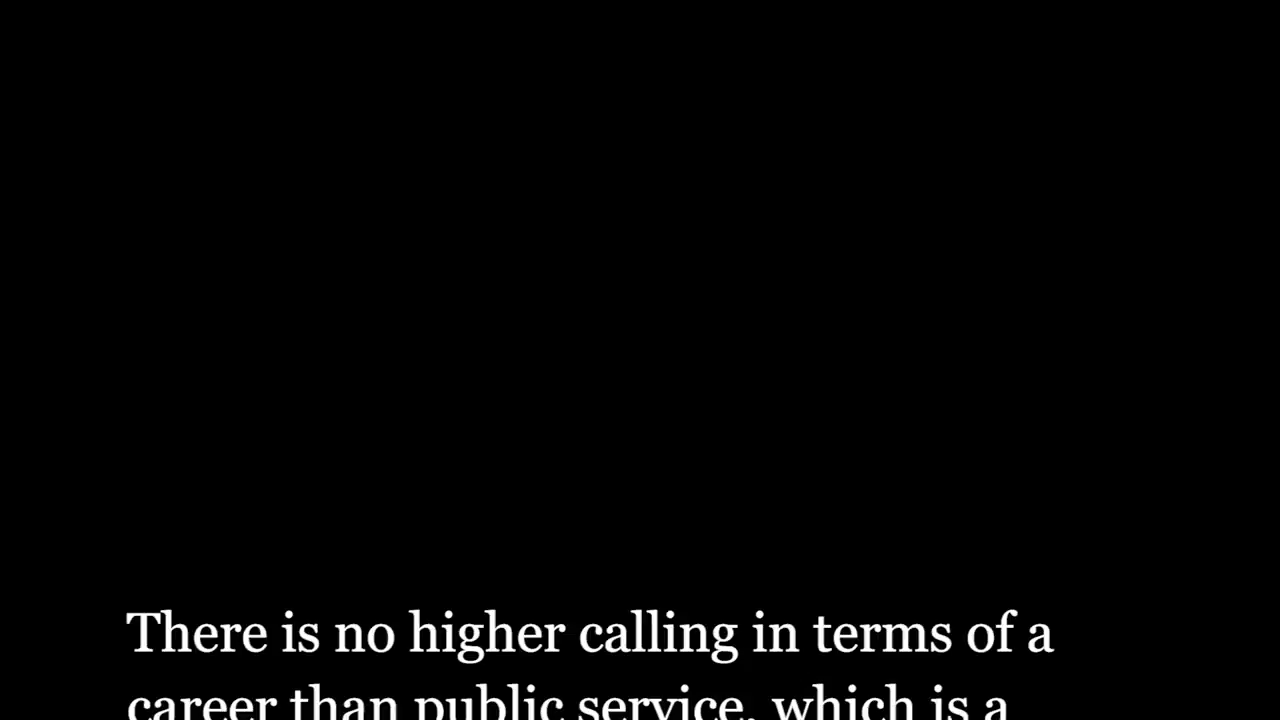 There is no higher calling in terms of a
career than public service, which is a